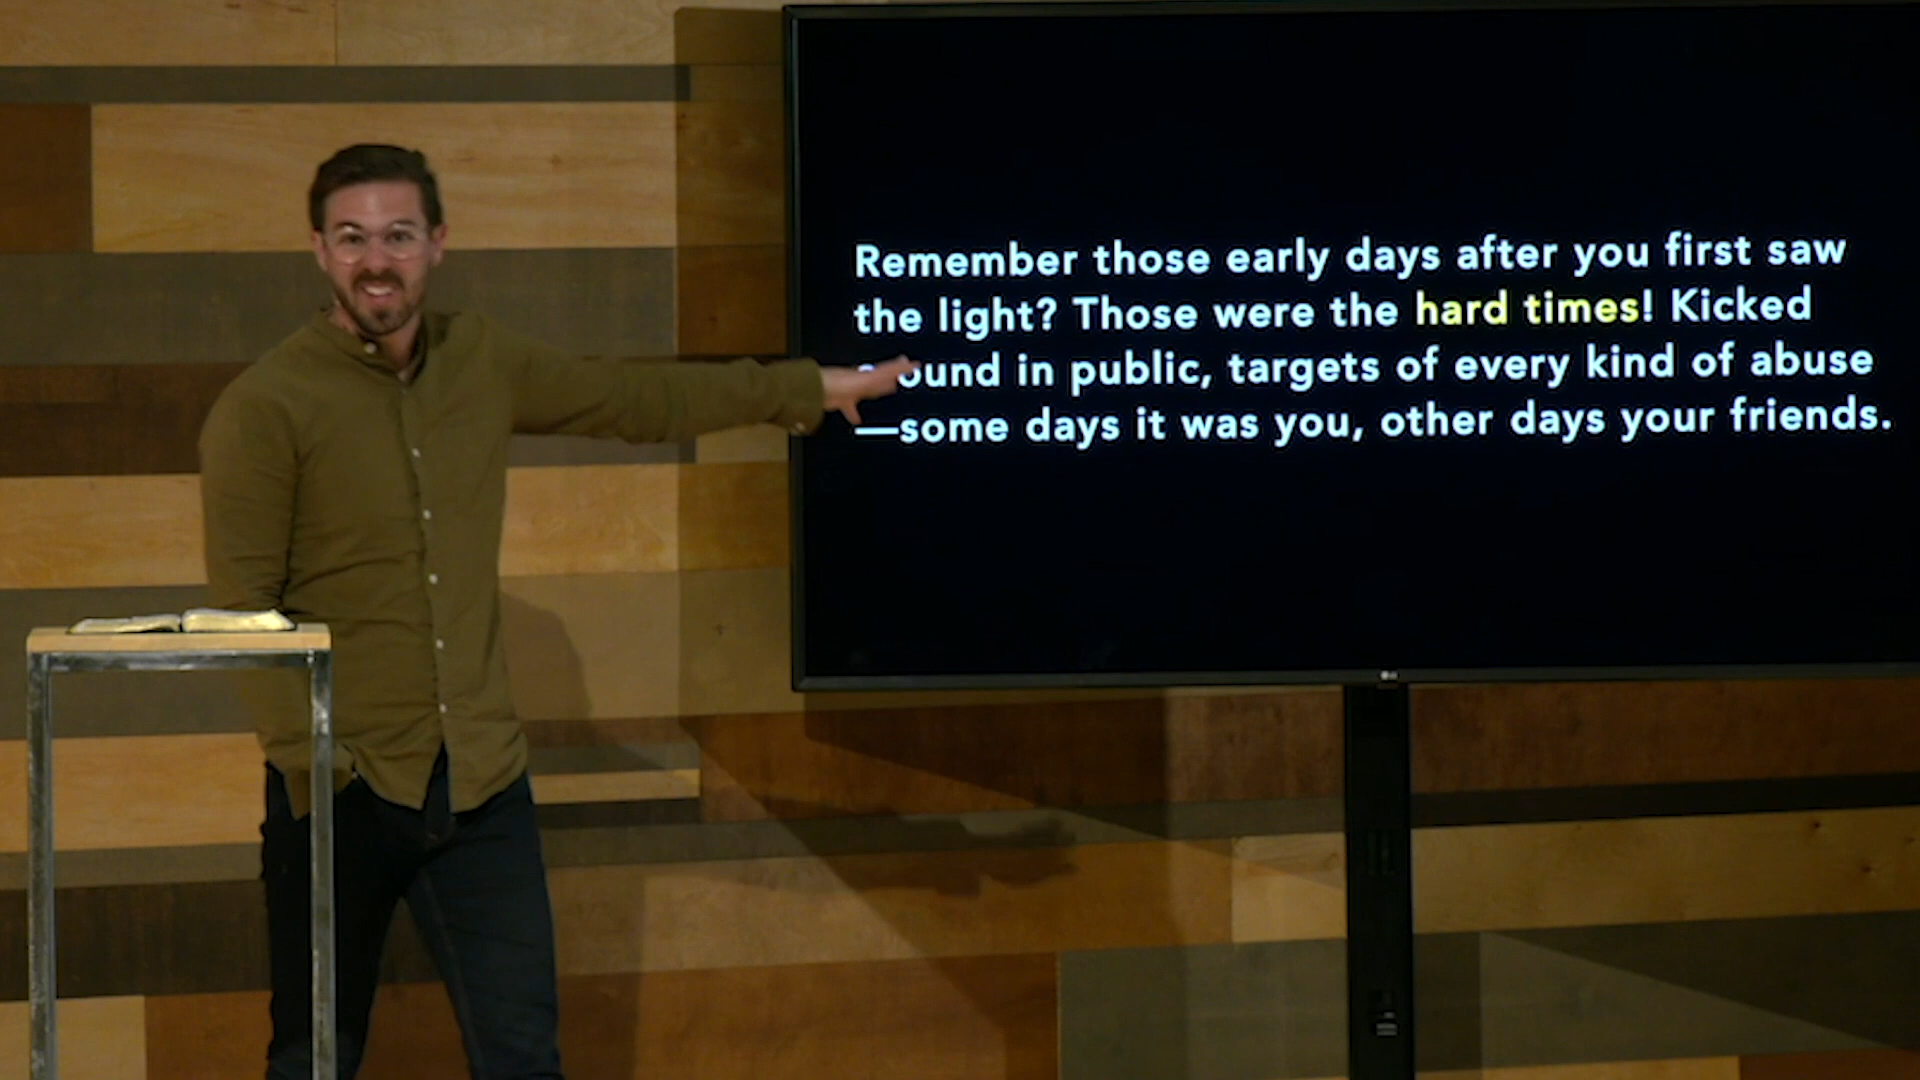 Remember those early days after you first saw
the light? Those were the hard times! Kicked
in public, targets of every kind of abuse
—some days it was you, other days your friends.
LG